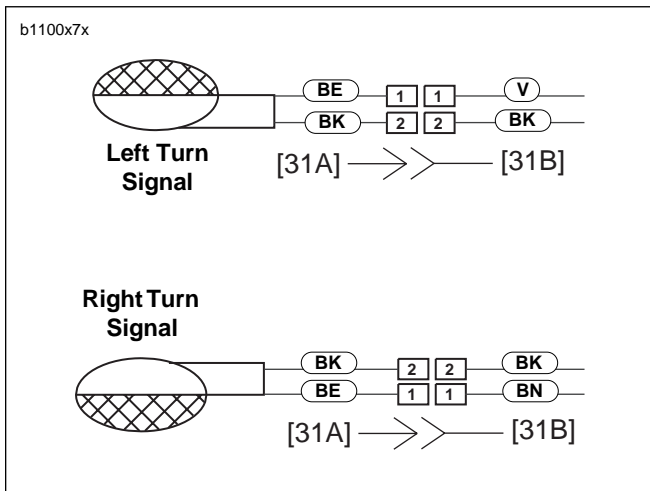 b1100x7x
BE 1 1 V
BK 2 2 BK
Left Turn
Signal
[31A] [31B]
Right Turn
Signal
BK 2 2 BK
BE 1 1 BN
[31A] [31B]